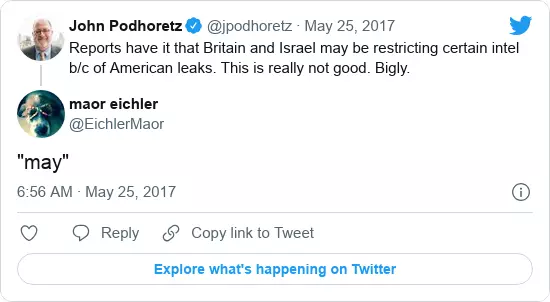 John Podhoretz @jpodhoretz · May 25, 2017
Reports have it that Britain and Israel may be restricting certain intel
b/c of American leaks. This is really not good. Bigly.
maor eichler
@EichlerMaor
"may"
6:56 AM · May 25, 2017
Reply Copy link to Tweet
Explore what's happening on Twitter